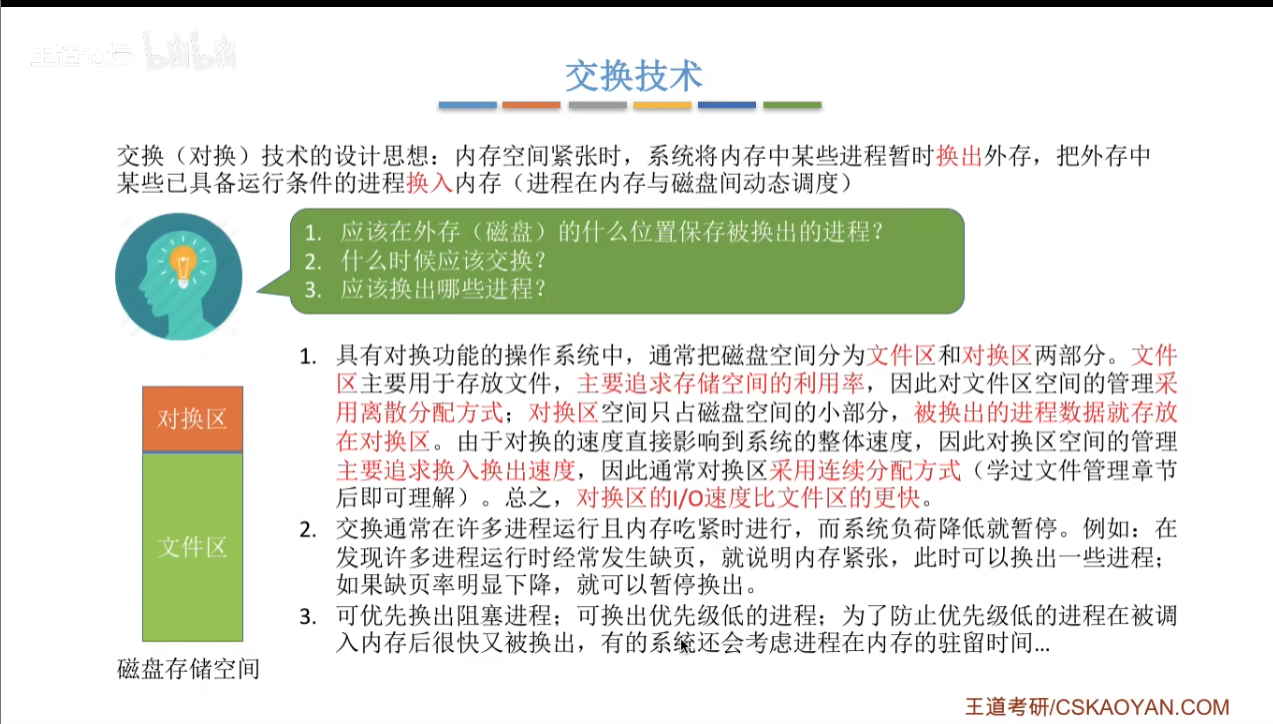 王道论坛 bilibili
交换技术
交换（对换）技术的设计思想：内存空间紧张时，系统将内存中某些进程暂时换出外存，把外存中
某些已具备运行条件的进程换入内存（进程在内存与磁盘间动态调度）
1. 应该在外存（磁盘）的什么位置保存被换出的进程？
2. 什么时候应该交换？
3. 应该换出哪些进程？
1. 具有对换功能的操作系统中，通常把磁盘空间分为文件区和对换区两部分。文件
区主要用于存放文件，主要追求存储空间的利用率，因此对文件区空间的管理采
用离散分配方式；对换区空间只占磁盘空间的小部分，被换出的进程数据就存放
在对换区。由于对换的速度直接影响到系统的整体速度，因此对换区空间的管理
主要追求换入换出速度，因此通常对换区采用连续分配方式（学过文件管理章节
后即可理解）。总之，对换区的I/O速度比文件区的更快。
2. 交换通常在许多进程运行且内存吃紧时进行，而系统负荷降低就暂停。例如：在
发现许多进程运行时经常发生缺页，就说明内存紧张，此时可以换出一些进程；
如果缺页率明显下降，就可以暂停换出。
3. 可优先换出阻塞进程；可换出优先级低的进程；为了防止优先级低的进程在被调
入内存后很快又被换出，有的系统还会考虑进程在内存的驻留时间…
对换区
文件区
磁盘存储空间
王道考研/CSKAOYAN.COM